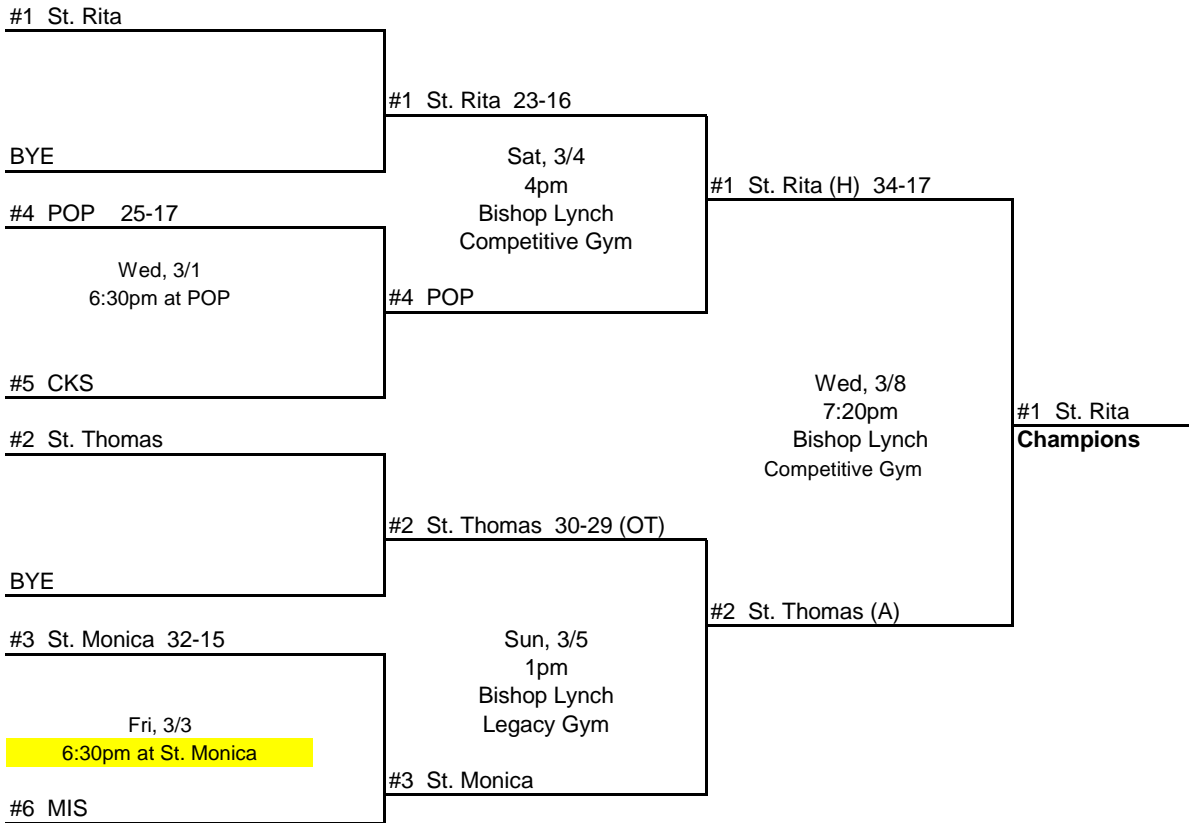 #1 St. Rita
#1 St. Rita 23-16
BYE
Sat, 3/4
4pm
Bishop Lynch
Competitive Gym
#1 St. Rita (H) 34-17
#4 POP 25-17
Wed, 3/1
6:30pm at POP
#4 POP
#5 CKS
Wed, 3/8
7:20pm
Bishop Lynch
Competitive Gym
#1 St. Rita
Champions
#2 St. Thomas
#2 St. Thomas 30-29 (OT)
BYE
#2 St. Thomas (A)
#3 St. Monica 32-15
Sun, 3/5
1pm
Bishop Lynch
Legacy Gym
Fri, 3/3
6:30pm at St. Monica
#3 St. Monica
#6 MIS